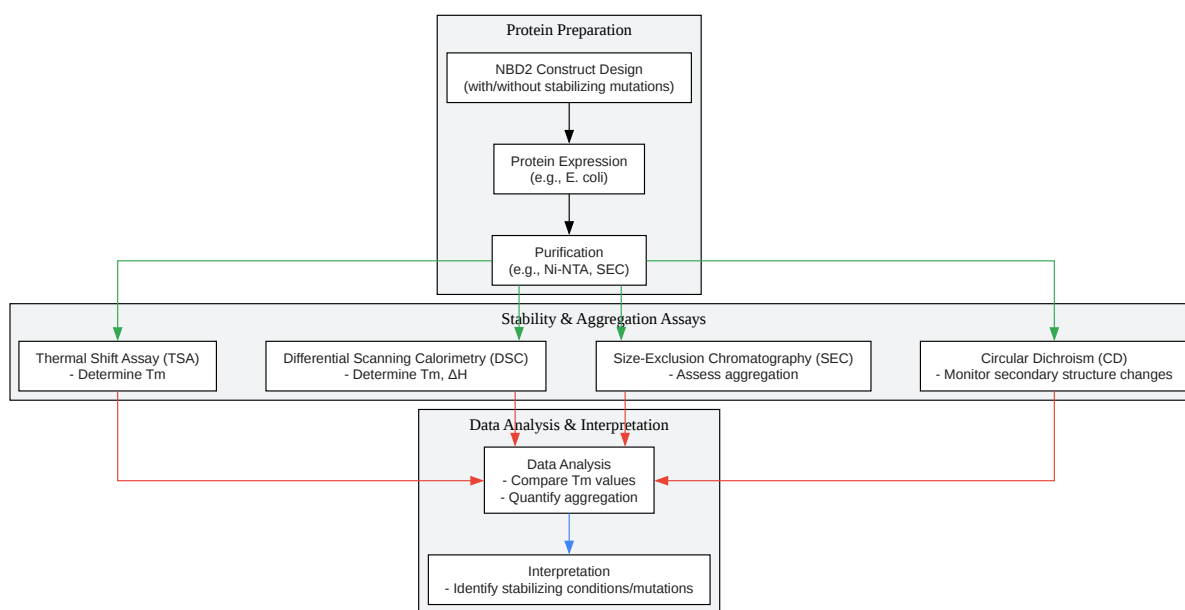 Protein Preparation
NBD2 Construct Design
(with/without stabilizing mutations)
Protein Expression
(e.g., E. coli)
Purification
(e.g., Ni-NTA, SEC)
Stability & Aggregation Assays
Thermal Shift Assay (TSA)
- Determine Tm
Differential Scanning Calorimetry (DSC)
- Determine Tm, ΔH
Size-Exclusion Chromatography (SEC)
- Assess aggregation
Circular Dichroism (CD)
- Monitor secondary structure changes
Data Analysis & Interpretation
Data Analysis
- Compare Tm values
- Quantify aggregation
Interpretation
- Identify stabilizing conditions/mutations